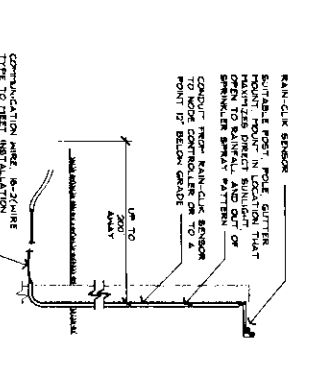 RAIN-CLIK SENSOR
SUITABLE POST, POLE, GUTTER
MOUNT. MOUNT IN LOCATION THAT
MAXIMIZES DIRECT SUNLIGHT
OPEN TO RAINFALL AND OUT OF
SPRINKLER SPRAY PATTERN
CONDUIT FROM RAIN-CLIK SENSOR
TO NODE CONTROLLER OR TO A
POINT 12" BELOW GRADE
UP TO
200'
AWAY
COMMUNICATION WIRE, 18-2/WIRE
TYPE TO MEET INSTALLATION